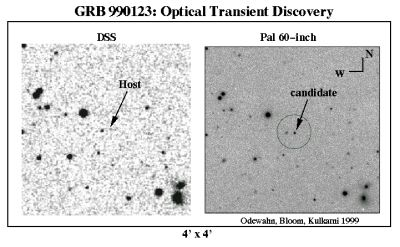 GRB 990123: Optical Transient Discovery
DSS
Pal 60-inch
Host
N
W
candidate
Odewahn, Bloom, Kulkarni 1999
4' x 4'